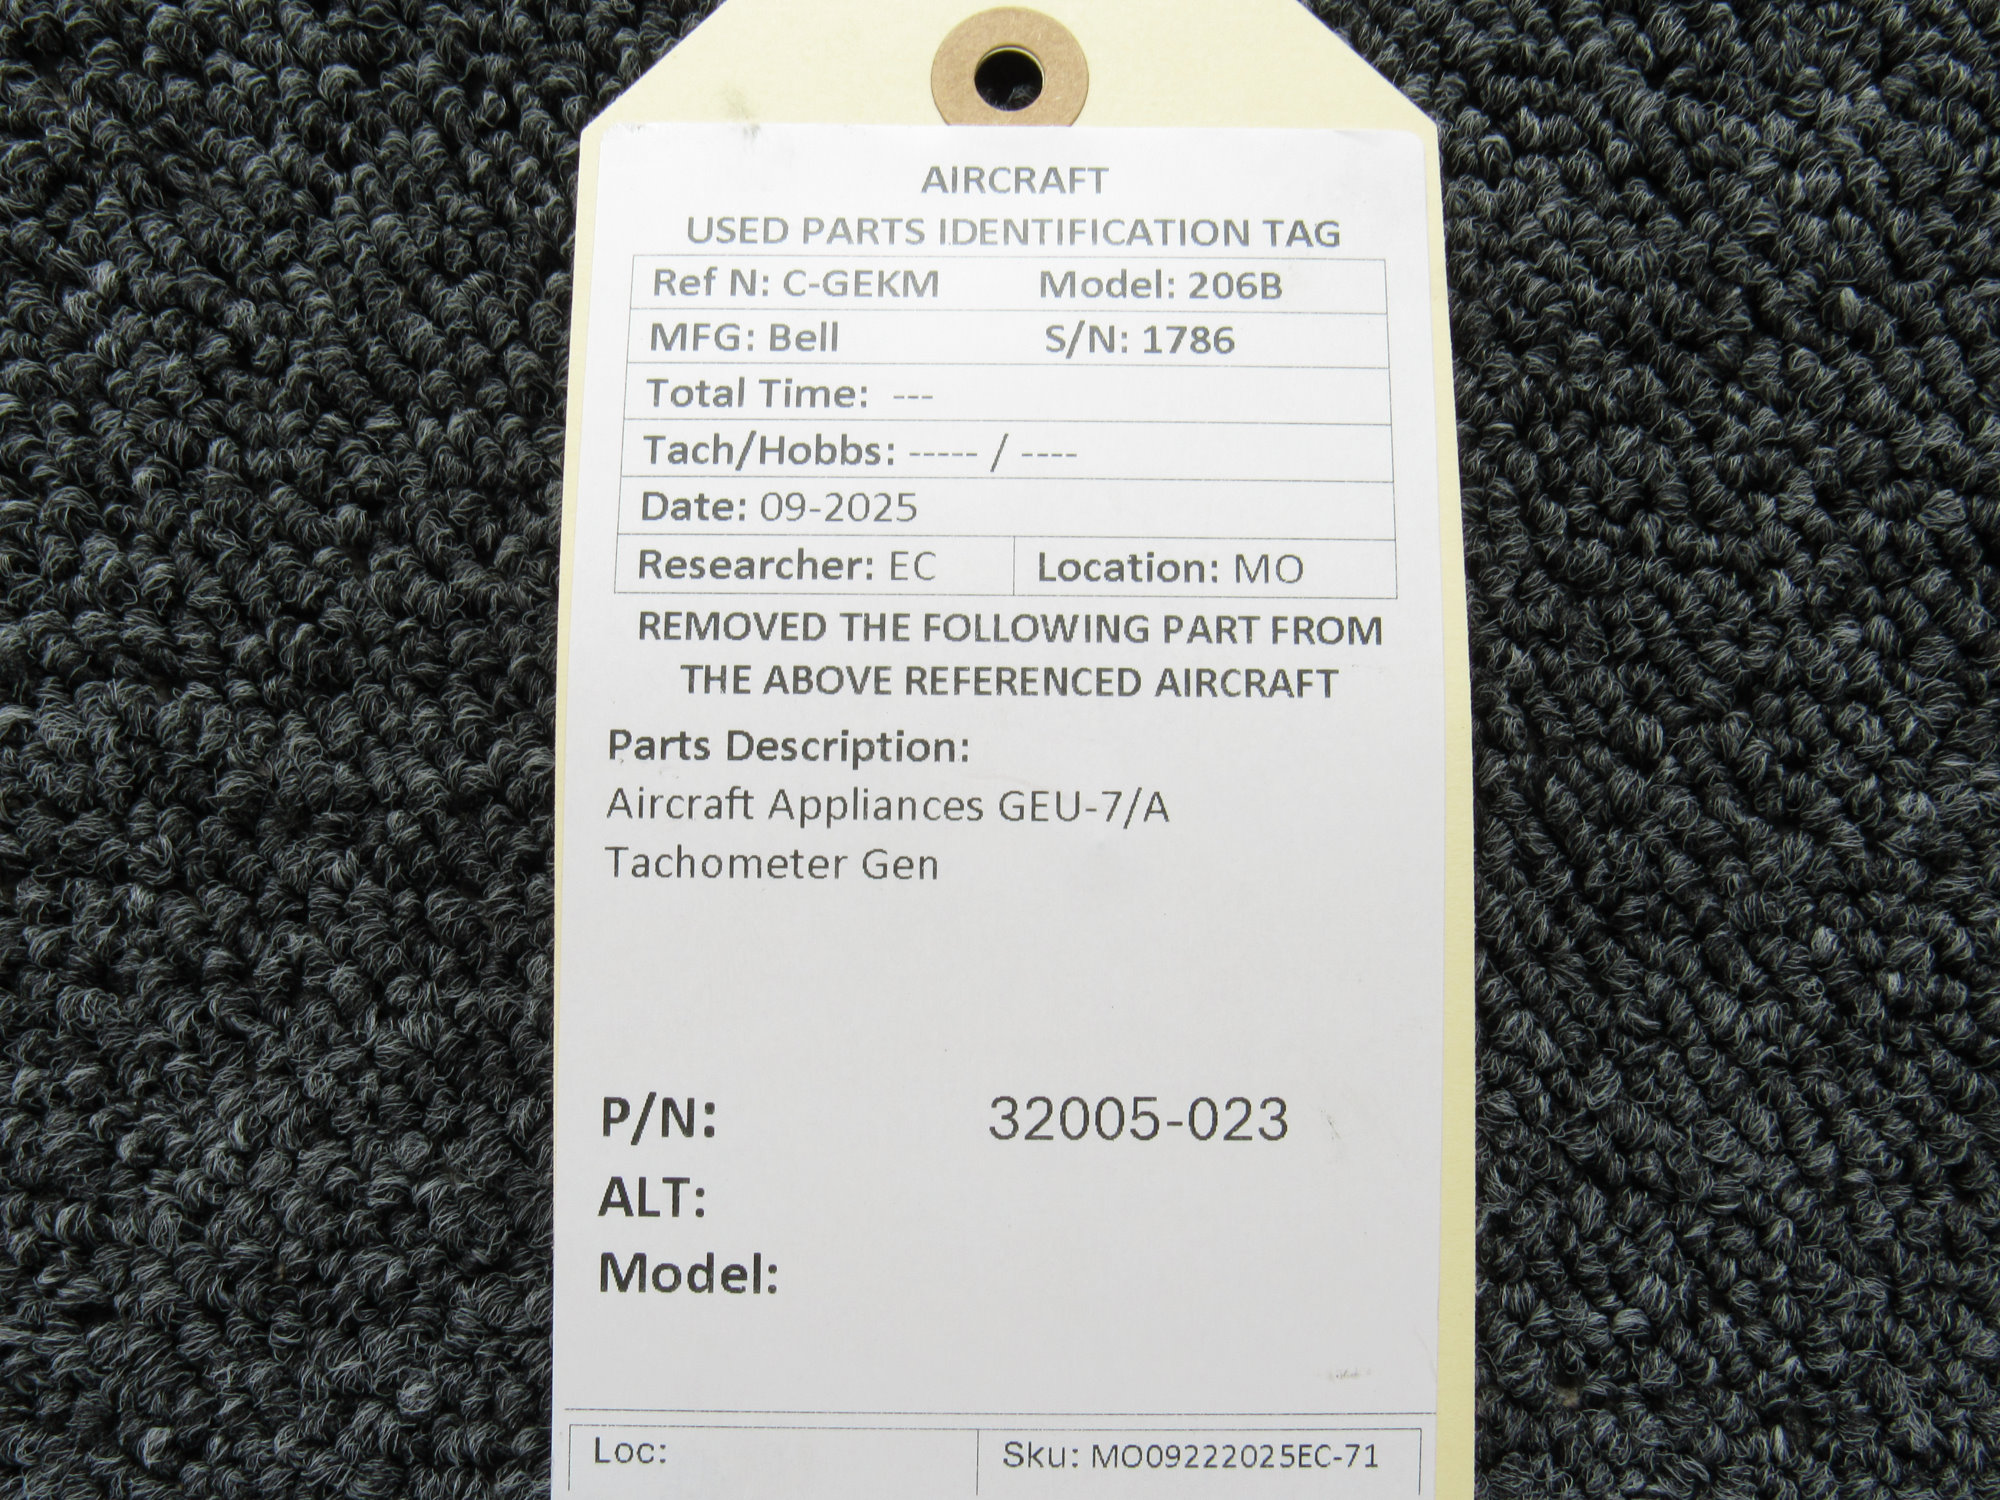 AIRCRAFT
USED PARTS IDENTIFICATION TAG
Ref N: C-GEKM Model: 206B
MFG: Bell S/N: 1786
Total Time: ---
Tach/Hobbs: ----- / ----
Date: 09-2025
Researcher: EC Location: MO
REMOVED THE FOLLOWING PART FROM
THE ABOVE REFERENCED AIRCRAFT
Parts Description:
Aircraft Appliances GEU-7/A
Tachometer Gen
P/N: 32005-023
ALT:
Model:
Loc: Sku: MO09222025EC-71